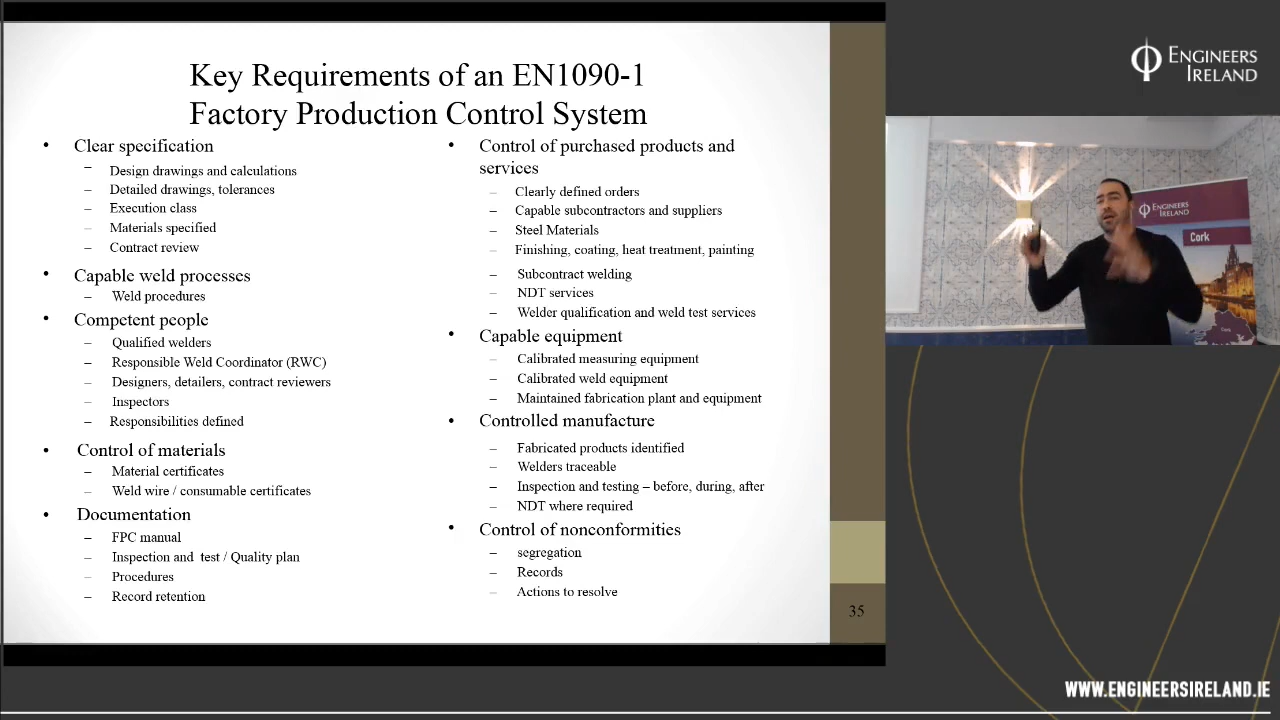 Key Requirements of an EN1090-1
Factory Production Control System
• Clear specification
– Design drawings and calculations
– Detailed drawings, tolerances
– Execution class
– Materials specified
– Contract review
• Capable weld processes
– Weld procedures
• Competent people
– Qualified welders
– Responsible Weld Coordinator (RWC)
– Designers, detailers, contract reviewers
– Inspectors
– Responsibilities defined
• Control of materials
– Material certificates
– Weld wire / consumable certificates
• Documentation
– FPC manual
– Inspection and test / Quality plan
– Procedures
– Record retention
• Control of purchased products and
services
– Clearly defined orders
– Capable subcontractors and suppliers
– Steel Materials
– Finishing, coating, heat treatment, painting
– Subcontract welding
– NDT services
– Welder qualification and weld test services
• Capable equipment
– Calibrated measuring equipment
– Calibrated weld equipment
– Maintained fabrication plant and equipment
• Controlled manufacture
– Fabricated products identified
– Welders traceable
– Inspection and testing – before, during, after
– NDT where required
• Control of nonconformities
– segregation
– Records
– Actions to resolve
35
ENGINEERS
IRELAND
ENGINEERS
IRELAND
Cork
WWW.ENGINEERSIRELAND.IE